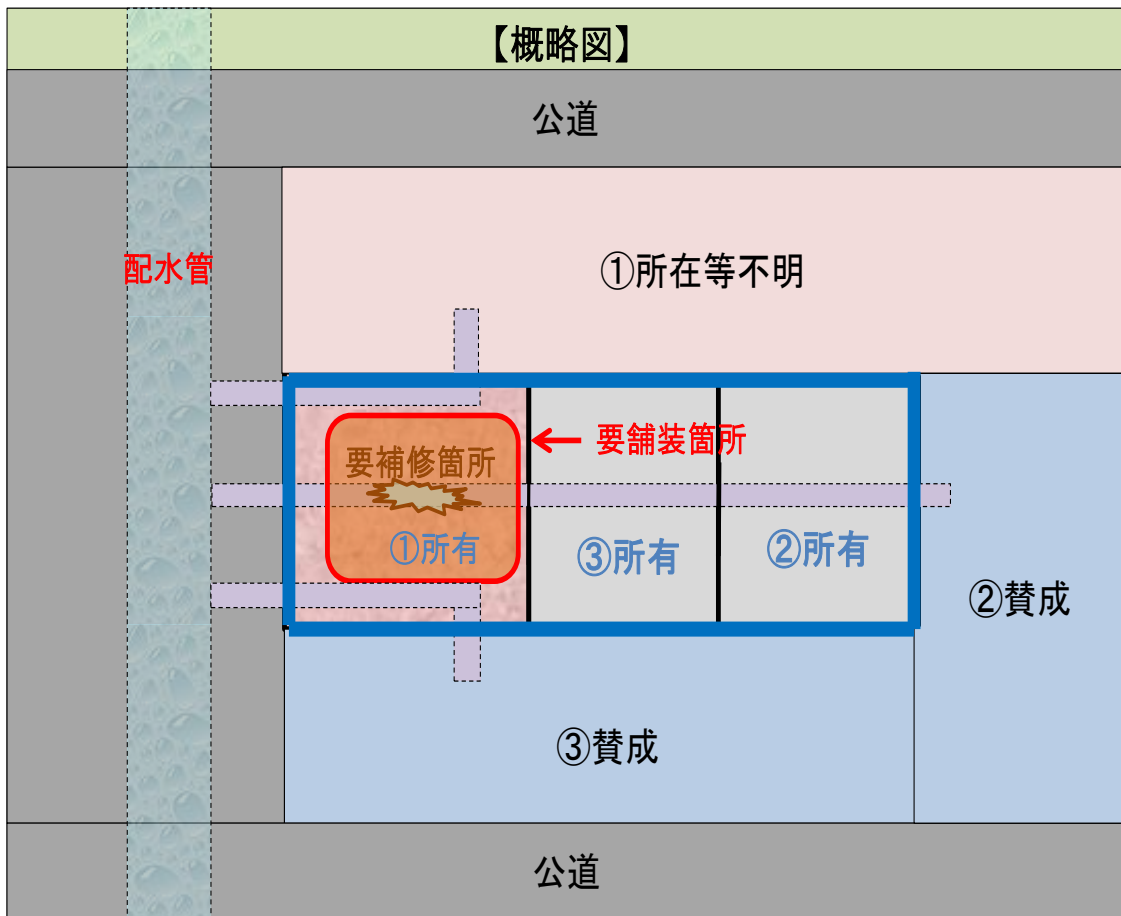 【概略図】
公道
配水管
①所在等不明
要舗装箇所
要補修箇所
①所有
③所有
②所有
②賛成
③賛成
公道